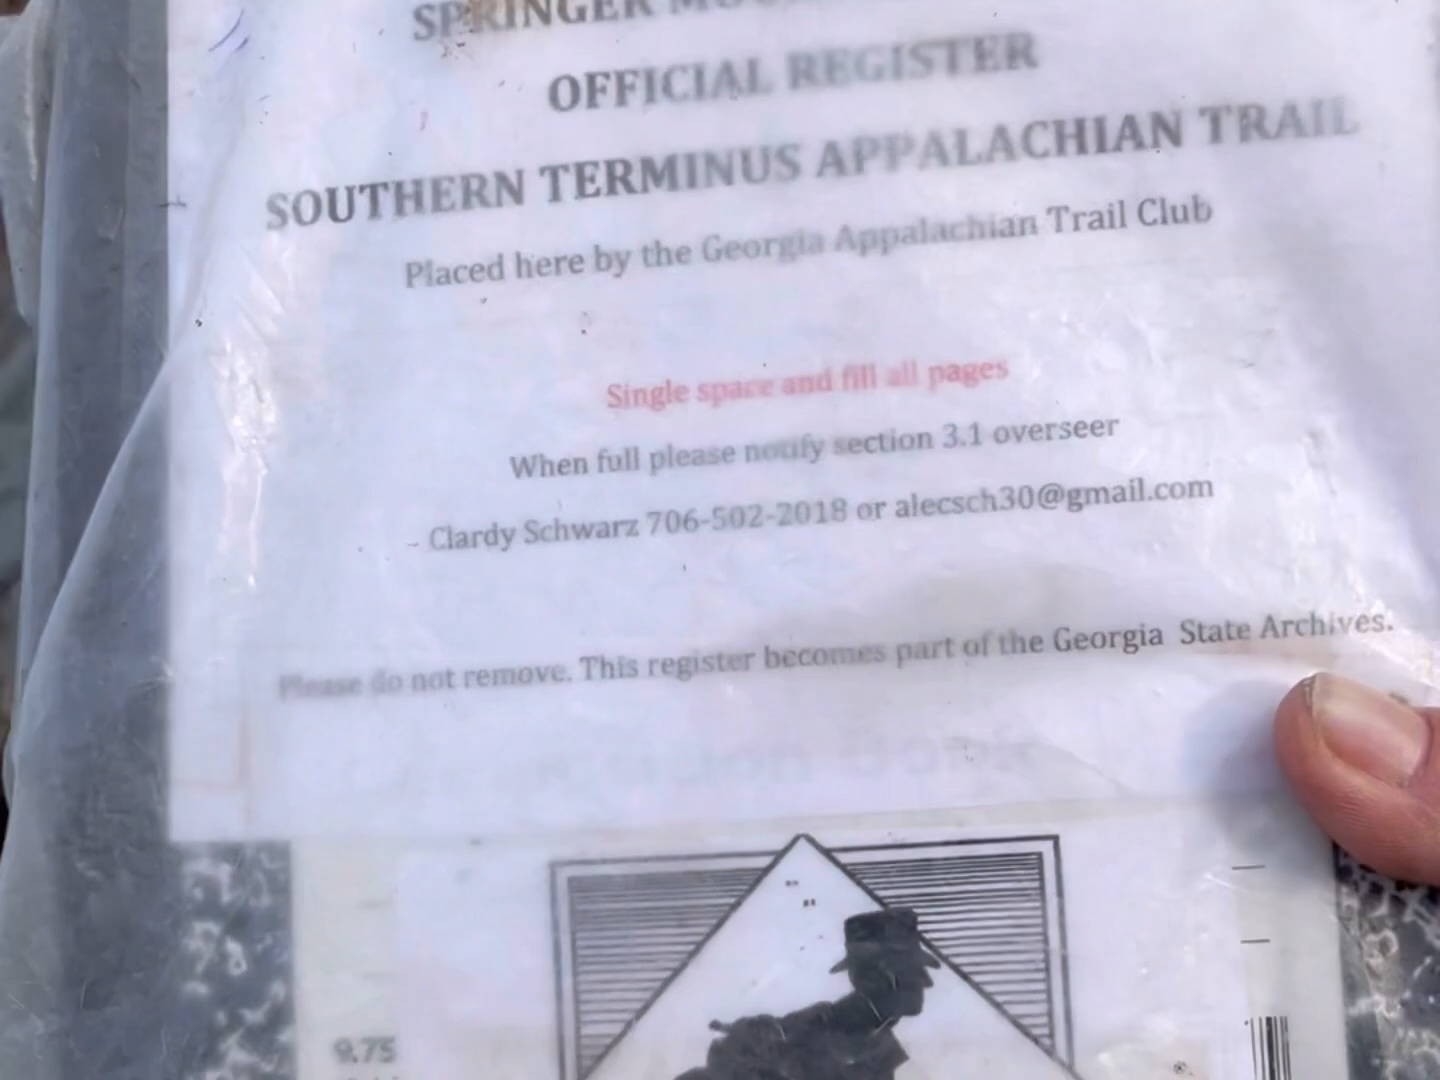 SPRINGER
OFFICIAL REGISTER
SOUTHERN TERMINUS APPALACHIAN TRAIL
Placed here by the Georgia Appalachian Trail Club
Single space and fill all pages
When full please notify section 3.1 overseer
- Clardy Schwarz 706-502-2018 or alecsch30@gmail.com
Please do not remove. This register becomes part of the Georgia State Archives.
9.75